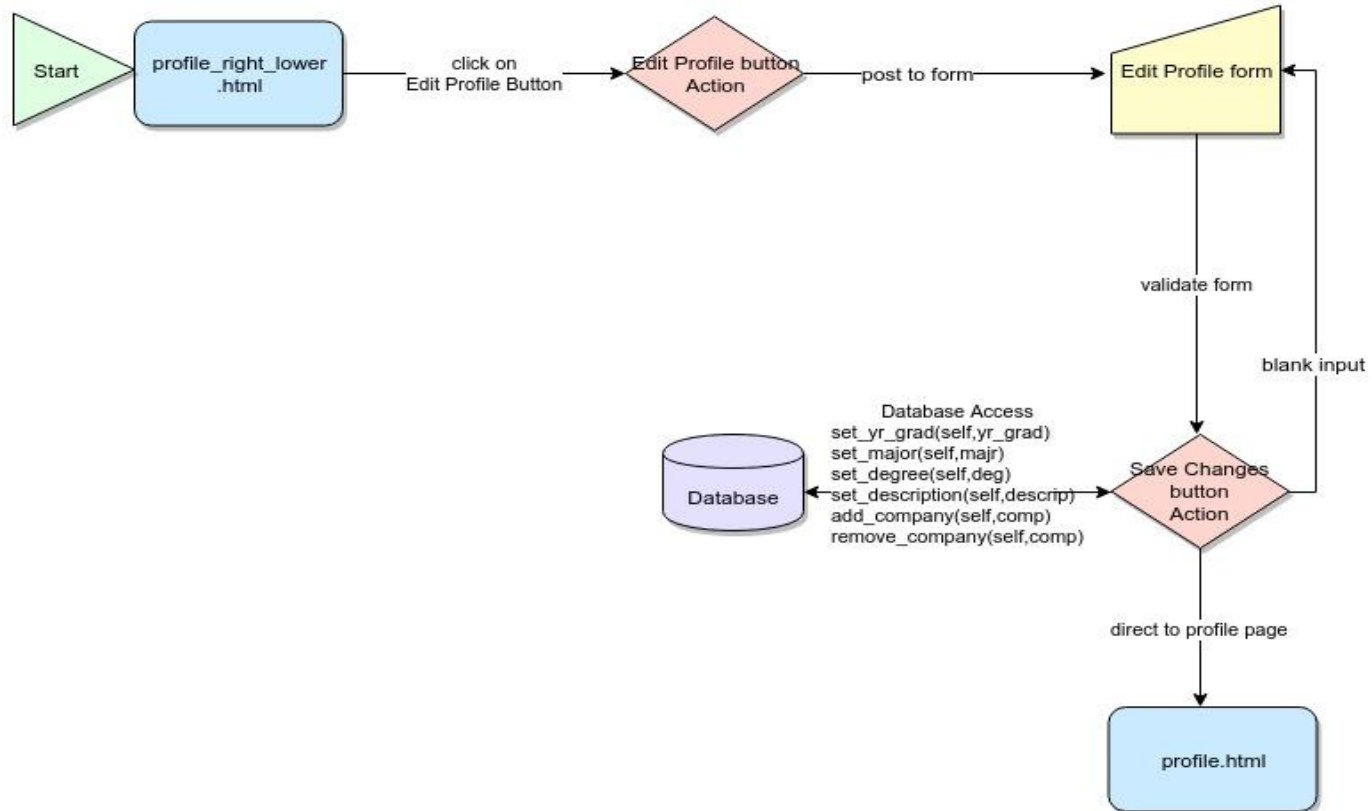 Start
profile_right_lower
.html
click on
Edit Profile Button
Edit Profile button
Action
post to form
Edit Profile form
validate form
blank input
Database Access
set_yr_grad(self,yr_grad)
set_major(self,majr)
set_degree(self,deg)
set_description(self,descrip)
add_company(self,comp)
remove_company(self,comp)
Database
Save Changes
button
Action
direct to profile page
profile.html